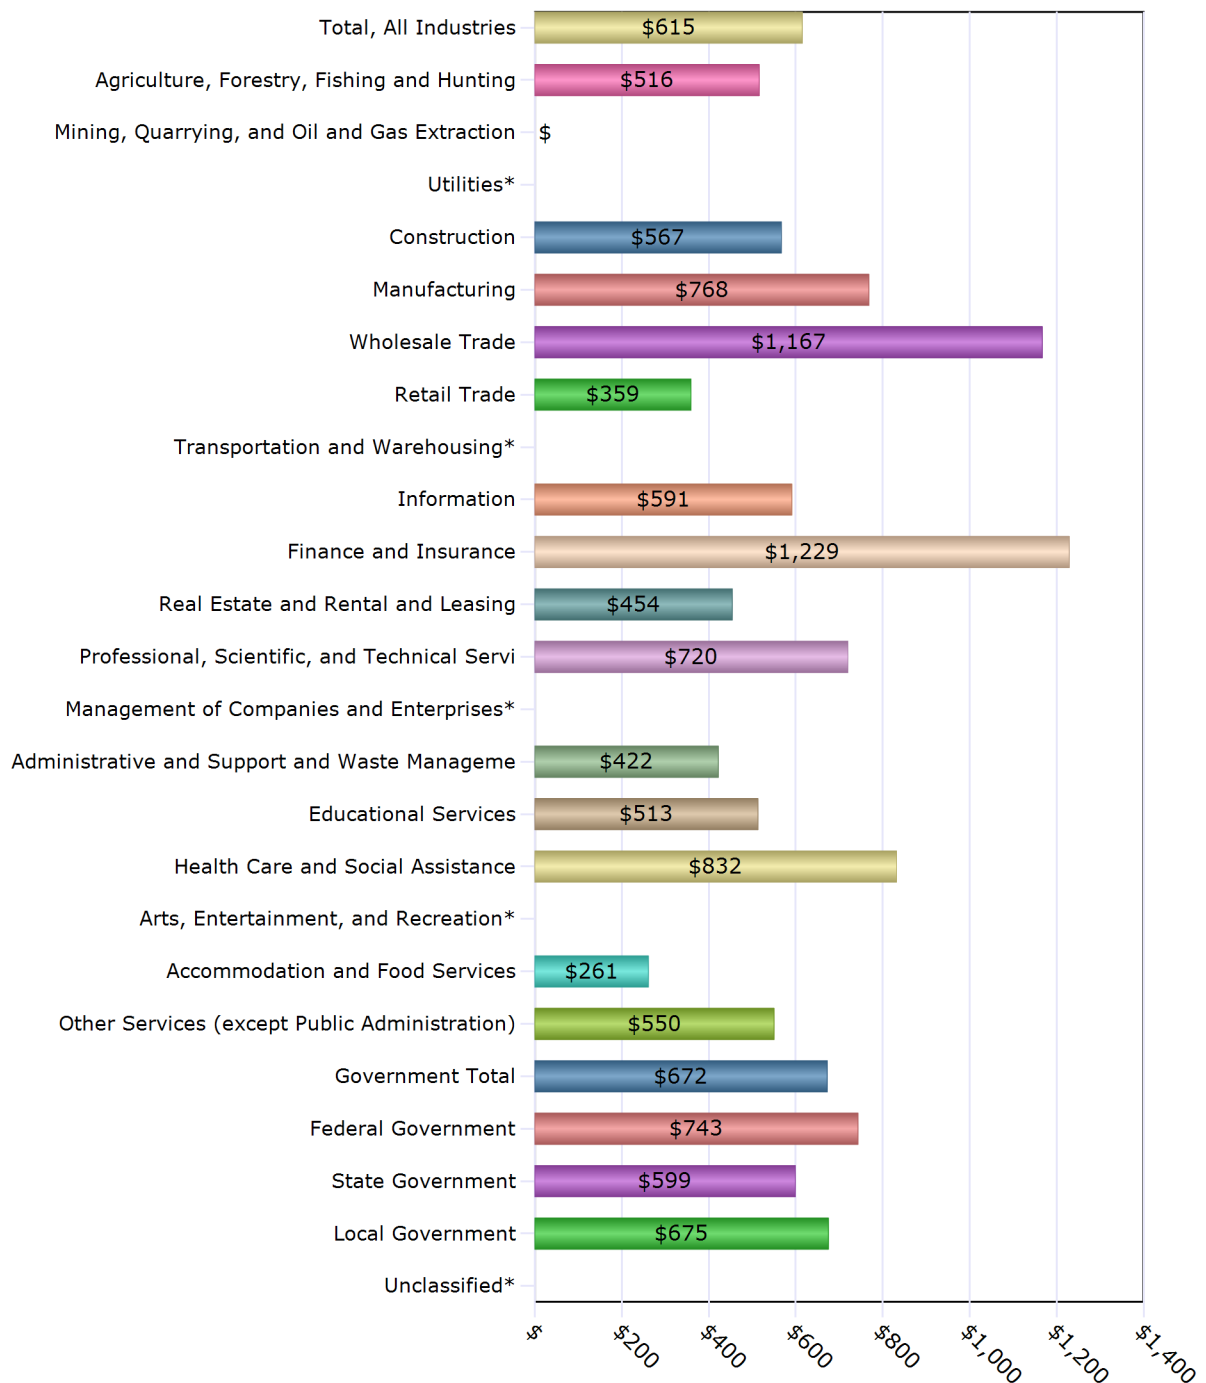 Total, All Industries $615
Agriculture, Forestry, Fishing and Hunting $516
Mining, Quarrying, and Oil and Gas Extraction $
Utilities*
Construction $567
Manufacturing $768
Wholesale Trade $1,167
Retail Trade $359
Transportation and Warehousing*
Information $591
Finance and Insurance $1,229
Real Estate and Rental and Leasing $454
Professional, Scientific, and Technical Servi $720
Management of Companies and Enterprises*
Administrative and Support and Waste Manageme $422
Educational Services $513
Health Care and Social Assistance $832
Arts, Entertainment, and Recreation*
Accommodation and Food Services $261
Other Services (except Public Administration) $550
Government Total $672
Federal Government $743
State Government $599
Local Government $675
Unclassified*
$ $200 $400 $600 $800 $1,000 $1,200 $1,400